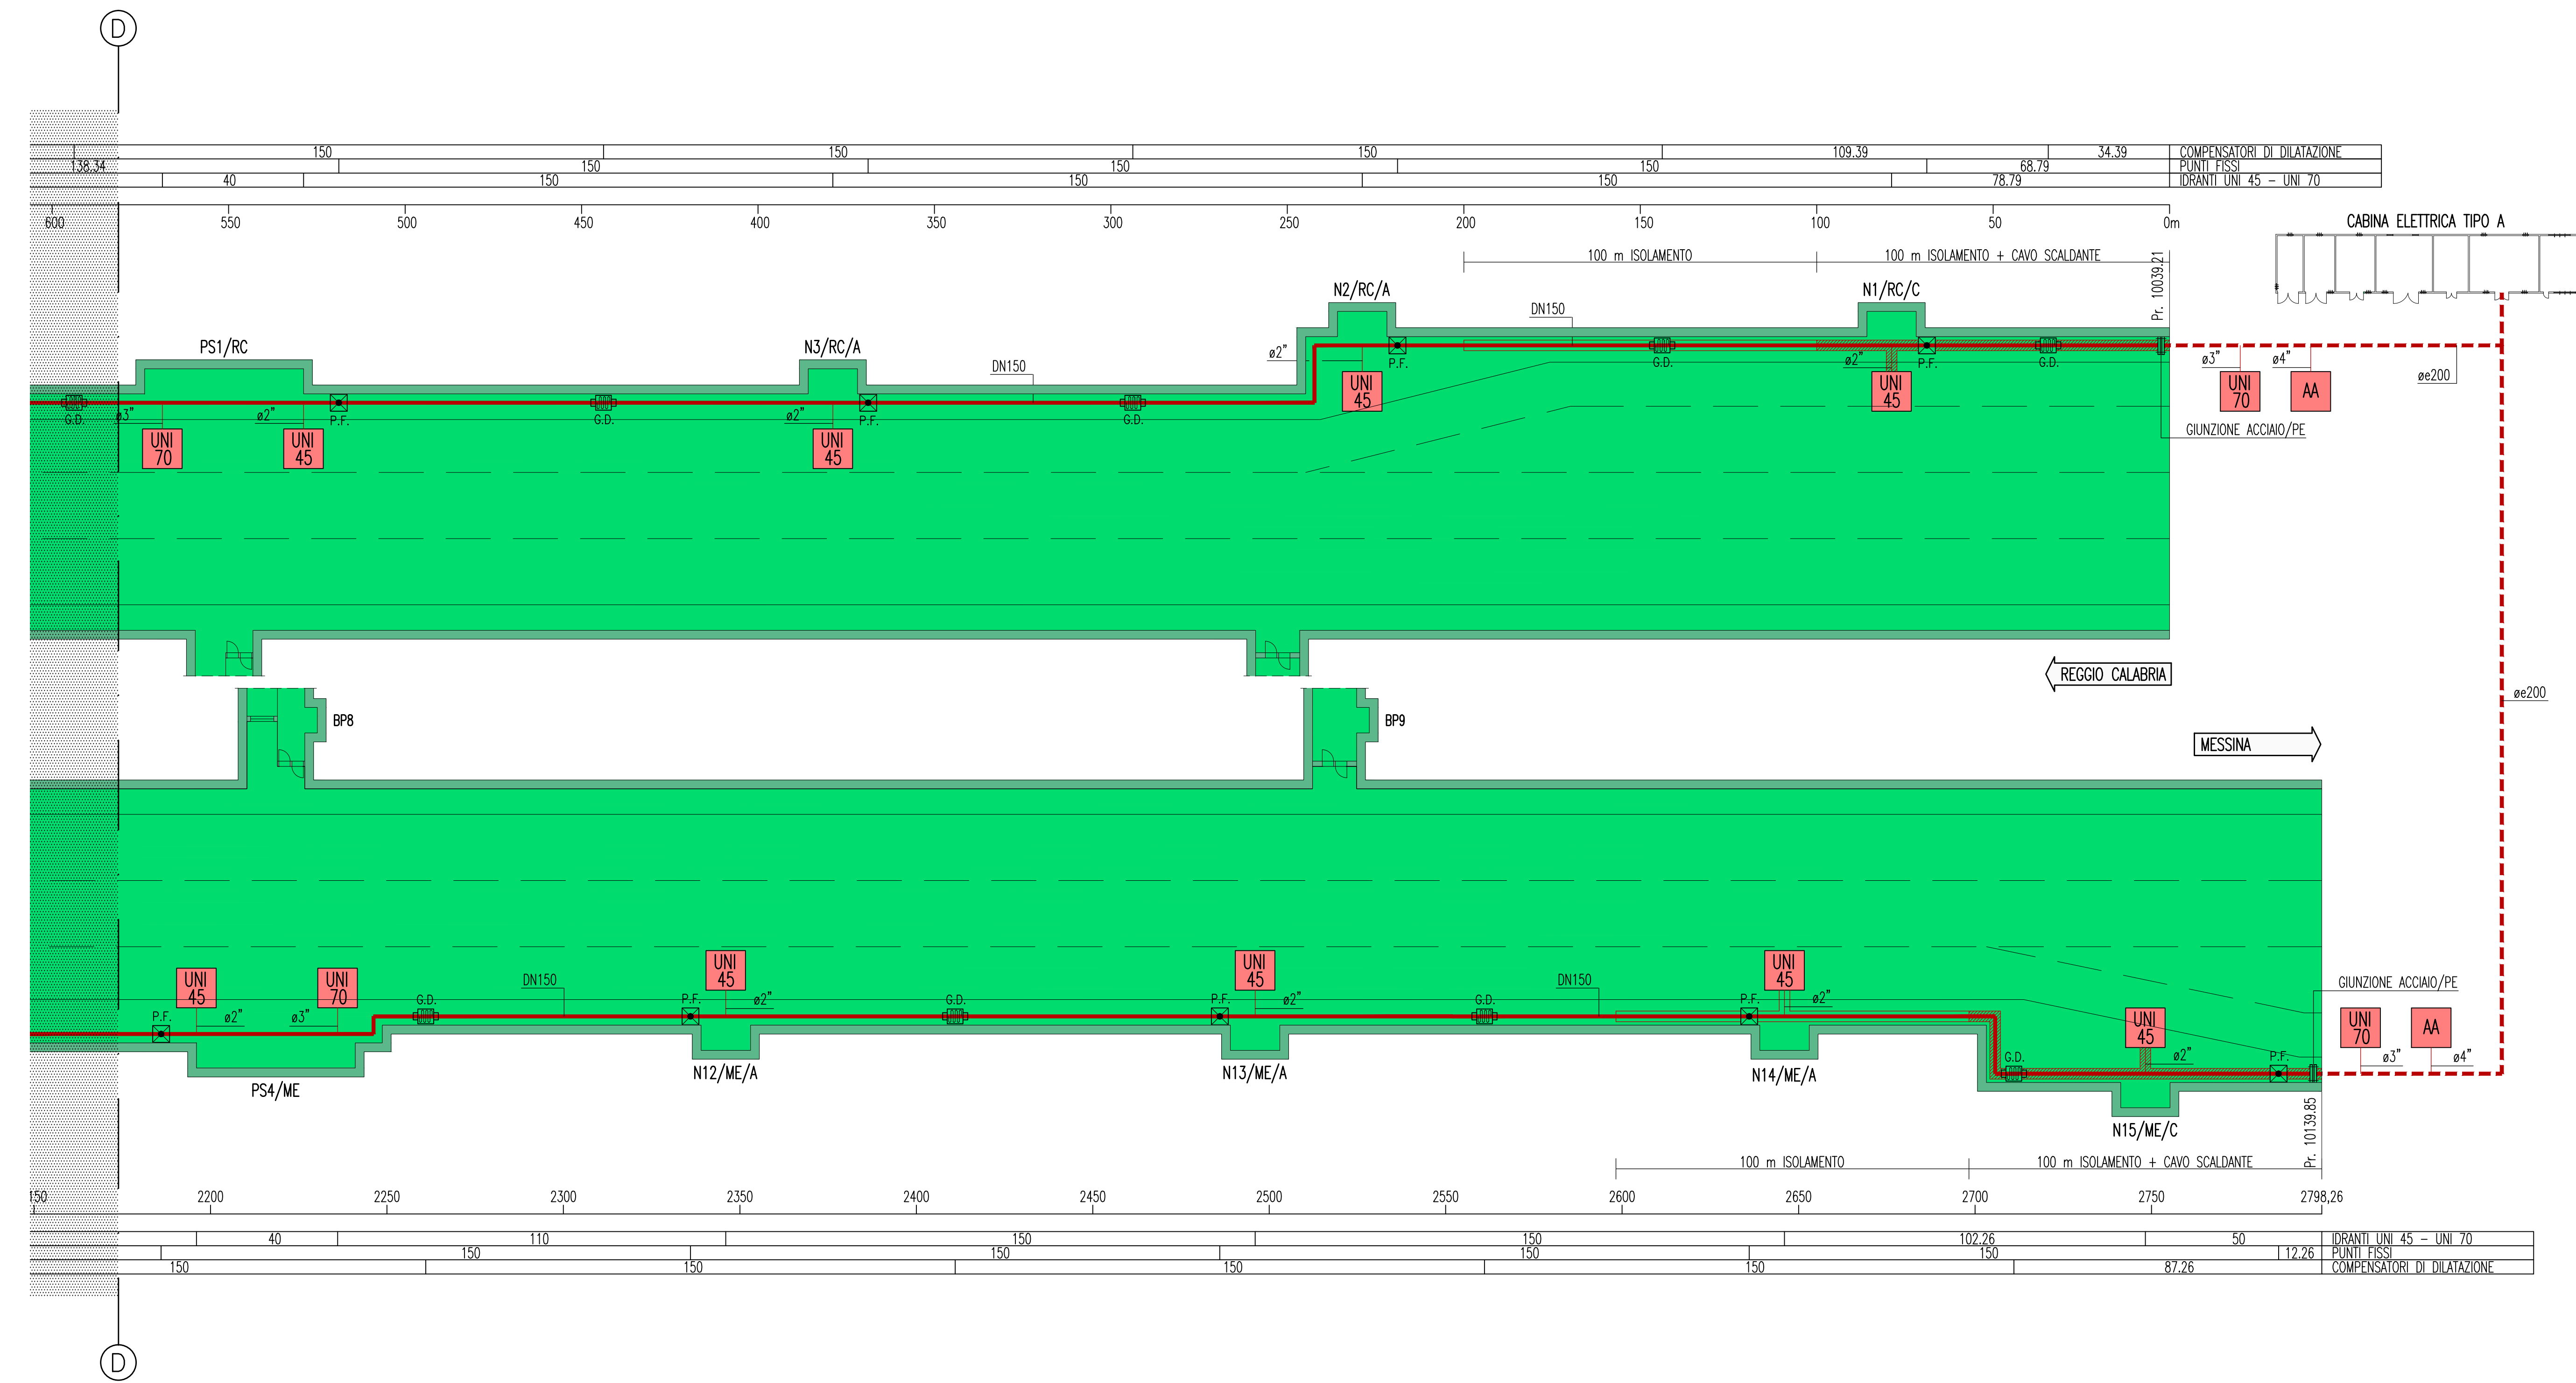 D
150 150 150 109.39 34.39 COMPENSATORI DI DILATAZIONE
138.34 150 150 150 68.79 PUNTI FISSI
40 150 150 150 78.79 IDRANTI UNI 45 - UNI 70
600 550 500 450 400 350 300 250 200 150 100 50 0m
CABINA ELETTRICA TIPO A
100 m ISOLAMENTO
100 m ISOLAMENTO + CAVO SCALDANTE
Pr. 10039.21
N2/RC/A
N1/RC/C
DN150
PS1/RC
N3/RC/A
DN150
ø2"
P.F.
G.D.
ø2"
P.F.
G.D.
ø3"
ø4"
øe200
UNI
45
UNI
45
UNI
70
AA
G.D.
ø3"
ø2"
P.F.
G.D.
ø2"
P.F.
G.D.
GIUNZIONE ACCIAIO/PE
UNI
70
UNI
45
UNI
45
REGGIO CALABRIA
øe200
BP8
BP9
MESSINA
UNI
45
UNI
70
UNI
45
UNI
45
UNI
45
DN150
DN150
GIUNZIONE ACCIAIO/PE
P.F.
ø2"
ø3"
G.D.
P.F.
ø2"
G.D.
P.F.
ø2"
G.D.
P.F.
ø2"
UNI
45
UNI
70
AA
G.D.
ø2"
P.F.
ø3"
ø4"
PS4/ME
N12/ME/A
N13/ME/A
N14/ME/A
N15/ME/C
Pr. 10139.85
100 m ISOLAMENTO
100 m ISOLAMENTO + CAVO SCALDANTE
150 2200 2250 2300 2350 2400 2450 2500 2550 2600 2650 2700 2750 2798,26
40 110 150 150 102.26 50 IDRANTI UNI 45 - UNI 70
150 150 150 150 12.26 PUNTI FISSI
150 150 150 150 87.26 COMPENSATORI DI DILATAZIONE
D